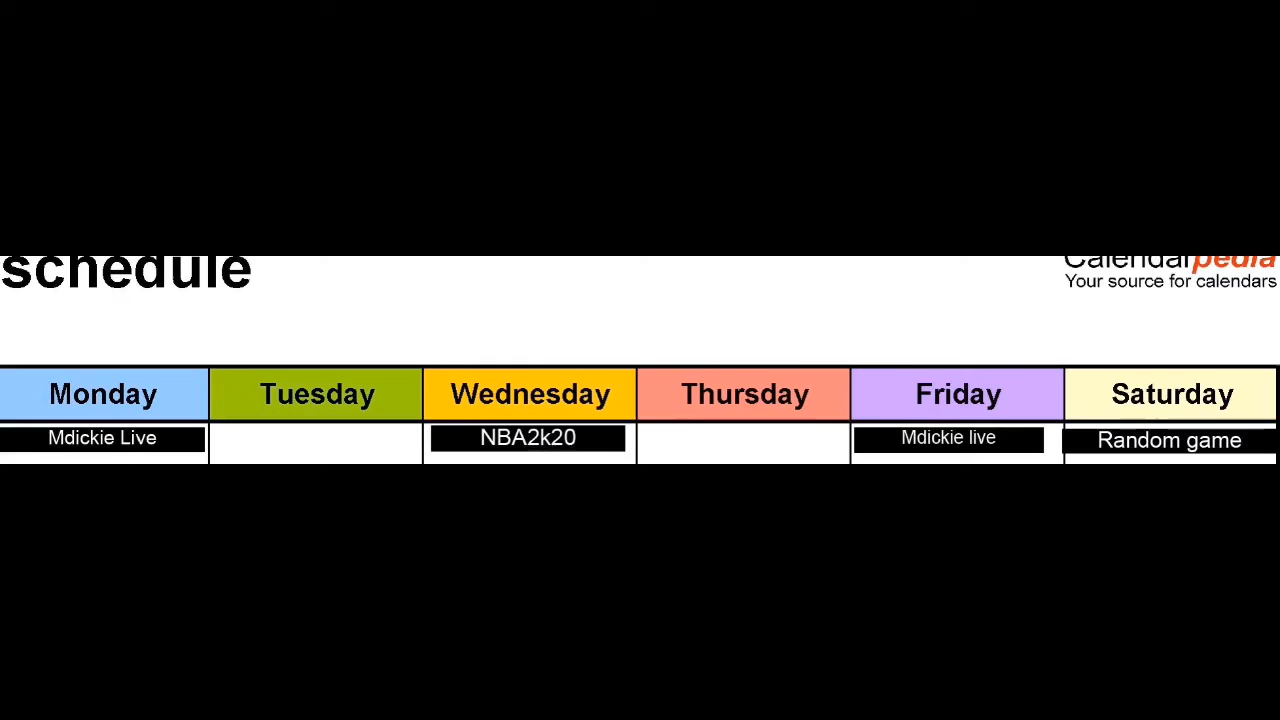 schedule
Calendarpedia
Your source for calendars
Monday Tuesday Wednesday Thursday Friday Saturday
Mdickie Live NBA2k20 Mdickie live Random game